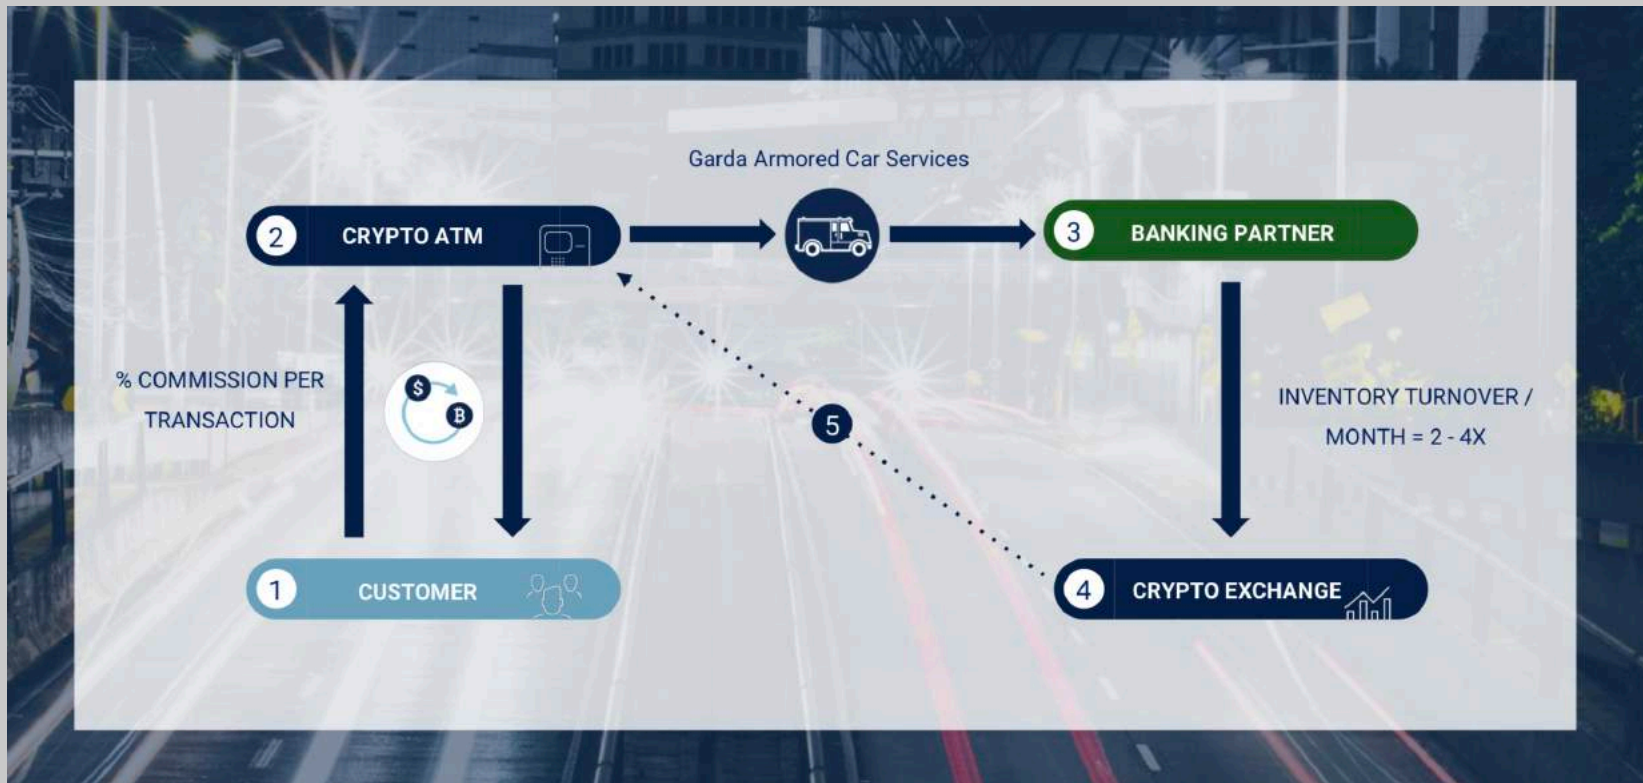 Garda Armored Car Services
2 CRYPTO ATM
3 BANKING PARTNER
% COMMISSION PER
TRANSACTION
$
B
INVENTORY TURNOVER /
MONTH = 2 - 4X
5
1 CUSTOMER
4 CRYPTO EXCHANGE